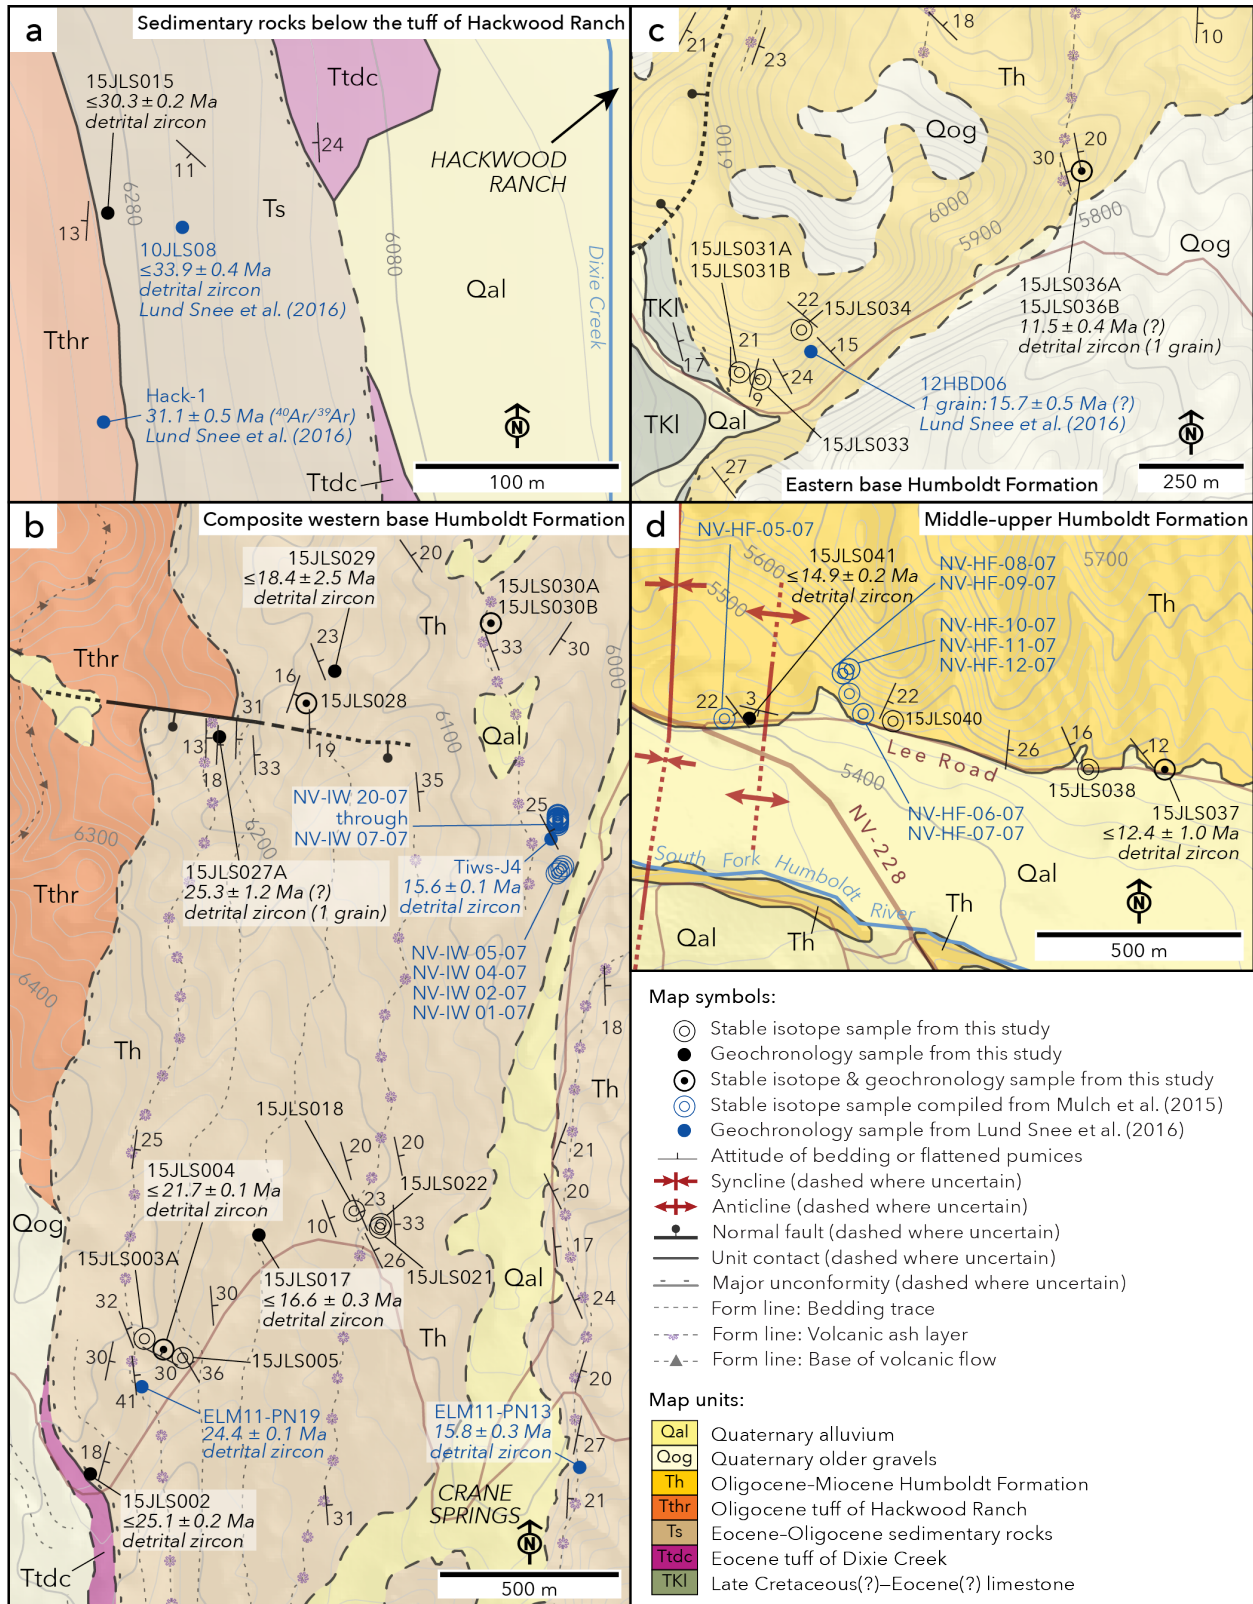 a
Sedimentary rocks below the tuff of Hackwood Ranch
15JLS015
≤30.3 ± 0.2 Ma
detrital zircon
Ttdc
24
11
HACKWOOD
RANCH
6280
Ts
13
10JLS08
≤33.9 ± 0.4 Ma
detrital zircon
Lund Snee et al. (2016)
6080
Qal
Dixie Creek
Tthr
Hack-1
31.1 ± 0.5 Ma (⁴⁰Ar/³⁹Ar)
Lund Snee et al. (2016)
N
Ttdc
100 m
c
21
23
18
10
Th
6100
Qog
20
30
6000
5900
5800
Qog
15JLS031A
15JLS031B
22
15JLS034
15JLS036A
15JLS036B
11.5 ± 0.4 Ma (?)
detrital zircon (1 grain)
TKl
17
21
15
24
9
12HBD06
1 grain: 15.7 ± 0.5 Ma (?)
Lund Snee et al. (2016)
TKl
Qal
15JLS033
N
27
Eastern base Humboldt Formation
250 m
b
Composite western base Humboldt Formation
15JLS029
≤18.4 ± 2.5 Ma
detrital zircon
20
15JLS030A
15JLS030B
Th
23
33
30
Tthr
16
15JLS028
6000
31
13
19
6100
Qal
18
33
35
NV-IW 20-07
through
NV-IW 07-07
25
6300
6200
Tiws-J4
15.6 ± 0.1 Ma
detrital zircon
15JLS027A
25.3 ± 1.2 Ma (?)
detrital zircon (1 grain)
Tthr
NV-IW 05-07
NV-IW 04-07
NV-IW 02-07
NV-IW 01-07
6400
18
Th
Th
15JLS018
25
20
20
21
15JLS004
≤21.7 ± 0.1 Ma
detrital zircon
15JLS022
20
23
10
33
Qog
17
26
15JLS003A
15JLS017
≤16.6 ± 0.3 Ma
detrital zircon
15JLS021
Qal
32
30
24
Th
30
15JLS005
30
36
20
41
ELM11-PN19
24.4 ± 0.1 Ma
detrital zircon
ELM11-PN13
15.8 ± 0.3 Ma
detrital zircon
27
18
CRANE
SPRINGS
21
15JLS002
≤25.1 ± 0.2 Ma
detrital zircon
31
N
Ttdc
500 m
d
Middle–upper Humboldt Formation
NV-HF-05-07
15JLS041
≤14.9 ± 0.2 Ma
detrital zircon
NV-HF-08-07
NV-HF-09-07
5600
5700
5500
Th
NV-HF-10-07
NV-HF-11-07
NV-HF-12-07
22
3
22
15JLS040
Lee Road
26
16
12
5400
15JLS038
NV-228
NV-HF-06-07
NV-HF-07-07
15JLS037
≤12.4 ± 1.0 Ma
detrital zircon
South Fork Humboldt River
Qal
Th
N
Qal
Th
500 m
Map symbols:
Stable isotope sample from this study
Geochronology sample from this study
Stable isotope & geochronology sample from this study
Stable isotope sample compiled from Mulch et al. (2015)
Geochronology sample from Lund Snee et al. (2016)
Attitude of bedding or flattened pumices
Syncline (dashed where uncertain)
Anticline (dashed where uncertain)
Normal fault (dashed where uncertain)
Unit contact (dashed where uncertain)
Major unconformity (dashed where uncertain)
Form line: Bedding trace
Form line: Volcanic ash layer
Form line: Base of volcanic flow
Map units:
Qal Quaternary alluvium
Qog Quaternary older gravels
Th Oligocene–Miocene Humboldt Formation
Tthr Oligocene tuff of Hackwood Ranch
Ts Eocene–Oligocene sedimentary rocks
Ttdc Eocene tuff of Dixie Creek
TKl Late Cretaceous(?)–Eocene(?) limestone